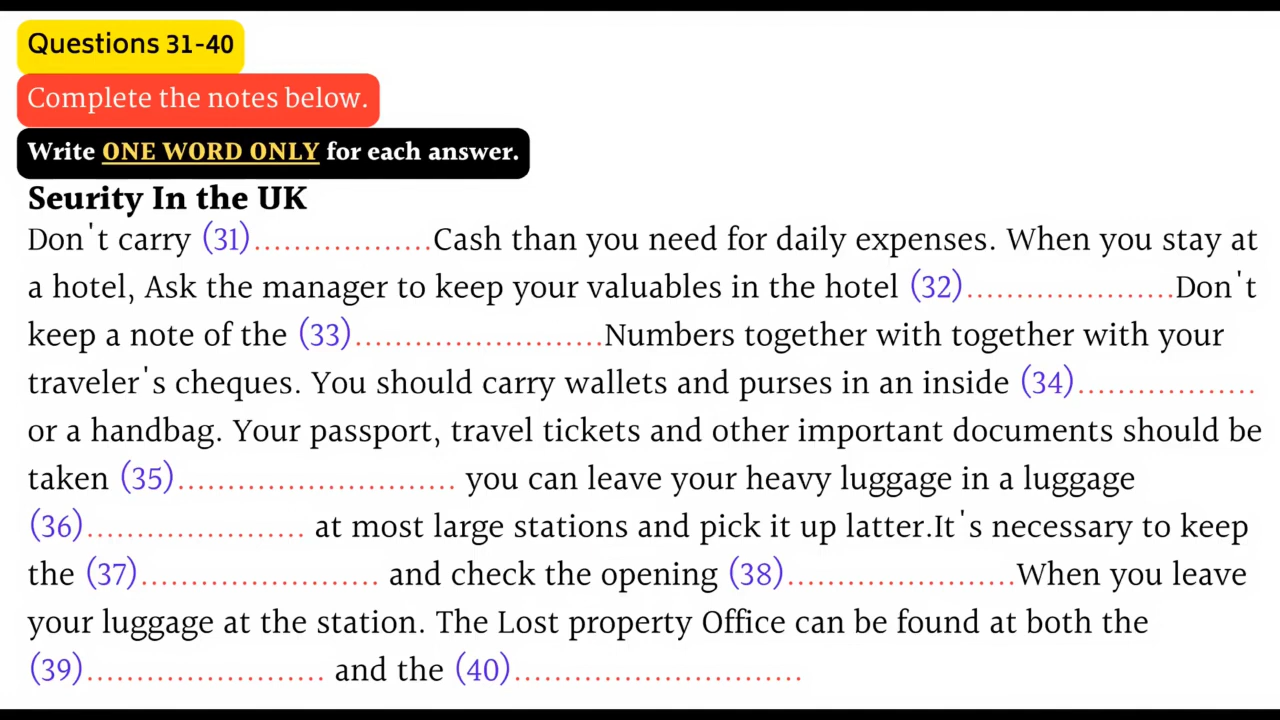 Questions 31-40
Complete the notes below.
Write ONE WORD ONLY for each answer.
Seurity In the UK
Don't carry (31)..................Cash than you need for daily expenses. When you stay at
a hotel, Ask the manager to keep your valuables in the hotel (32).....................Don't
keep a note of the (33).........................Numbers together with together with your
traveler's cheques. You should carry wallets and purses in an inside (34)..................
or a handbag. Your passport, travel tickets and other important documents should be
taken (35)............................ you can leave your heavy luggage in a luggage
(36)...................... at most large stations and pick it up latter.It's necessary to keep
the (37)........................ and check the opening (38).......................When you leave
your luggage at the station. The Lost property Office can be found at both the
(39)........................ and the (40).............................